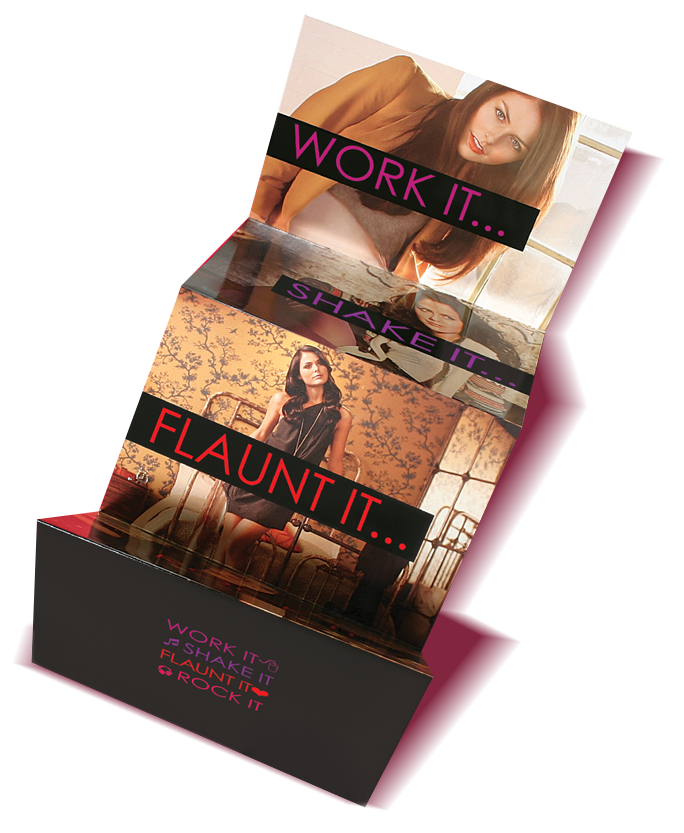 WORK IT...
SHAKE IT...
FLAUNT IT...
WORK IT
SHAKE IT
FLAUNT IT
ROCK IT